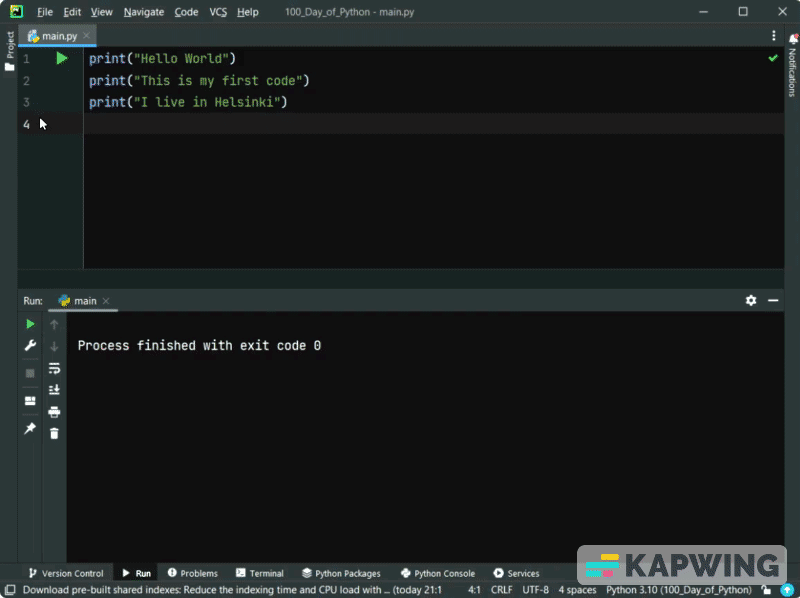 File Edit View Navigate Code VCS Help 100_Day_of_Python - main.py
main.py
Project
Notifications
1 print("Hello World")
2 print("This is my first code")
3 print("I live in Helsinki")
4
Run: main
Process finished with exit code 0
Version Control Run Problems Terminal Python Packages Python Console Services
Download pre-built shared indexes: Reduce the indexing time and CPU load with ... (today 21:1 4:1 CRLF UTF-8 4 spaces Python 3.10 (100_Day_of_Python)
KAPWING